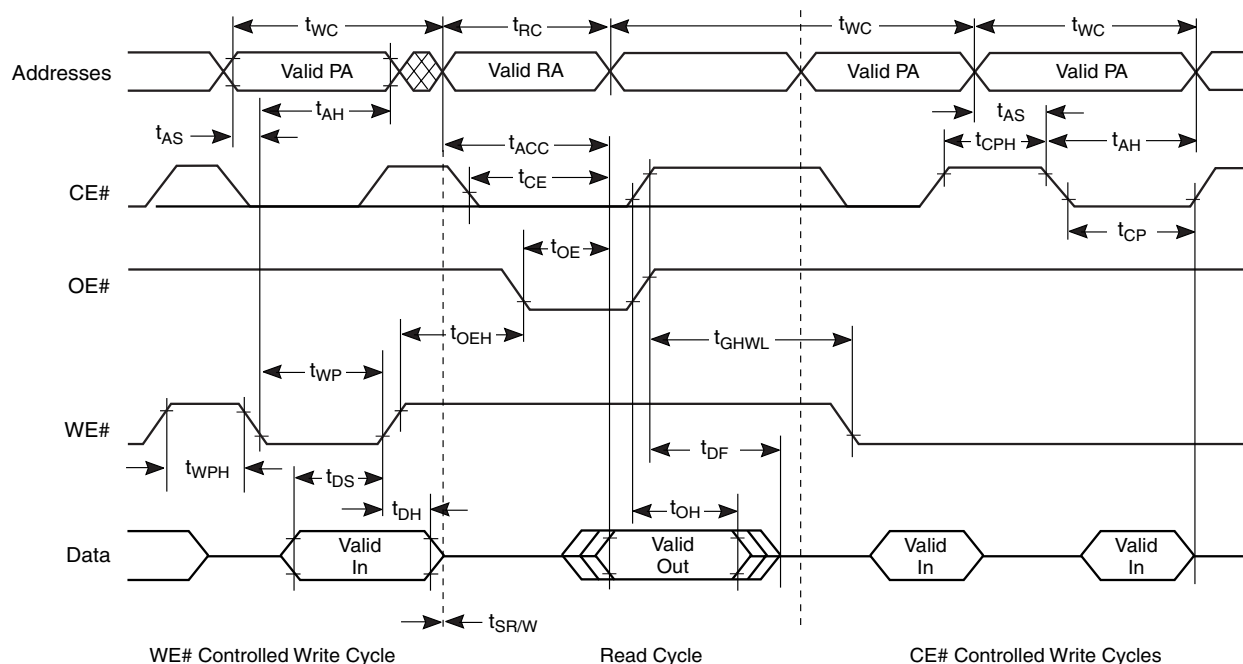 tWC tRC tWC tWC
Addresses Valid PA Valid RA Valid PA Valid PA
tAS tAH tAS
tACC tCPH tAH
CE# tCE
tOE tCP
OE#
tOEH tGHWL
tWP
WE#
tWPH tDS tDF
tDH tOH
Data Valid In Valid Out Valid In Valid In
tSR/W
WE# Controlled Write Cycle Read Cycle CE# Controlled Write Cycles